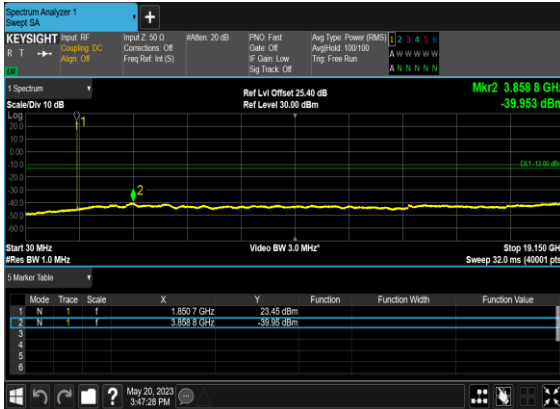 Spectrum Analyzer 1
Swept SA
KEYSIGHT
R T
Input: RF
Coupling: DC
Align: Off
Input Z: 50 Ω
Corrections: Off
Freq Ref: Int (S)
#Atten: 20 dB
PNO: Fast
Gate: Off
IF Gain: Low
Sig Track: Off
Avg Type: Power (RMS)
Avg|Hold: 100/100
Trig: Free Run
1 2 3 4 5 6
A W W W W W
A N N N N N
1 Spectrum
Scale/Div 10 dB
Ref Lvl Offset 25.40 dB
Ref Level 30.00 dBm
Mkr2 3.858 8 GHz
-39.953 dBm
Log
20.0
10.0
0.00
-10.0
-20.0
-30.0
-40.0
-50.0
-60.0
1
2
DL1 -13.00 dBm
Start 30 MHz
#Res BW 1.0 MHz
Video BW 3.0 MHz*
Stop 19.150 GHz
Sweep 32.0 ms (40001 pts)
5 Marker Table
Mode Trace Scale X Y Function Function Width Function Value
1 N 1 f 1.850 7 GHz 23.45 dBm
2 N 1 f 3.858 8 GHz -39.95 dBm
3
4
5
6
?
May 20, 2023
3:47:28 PM